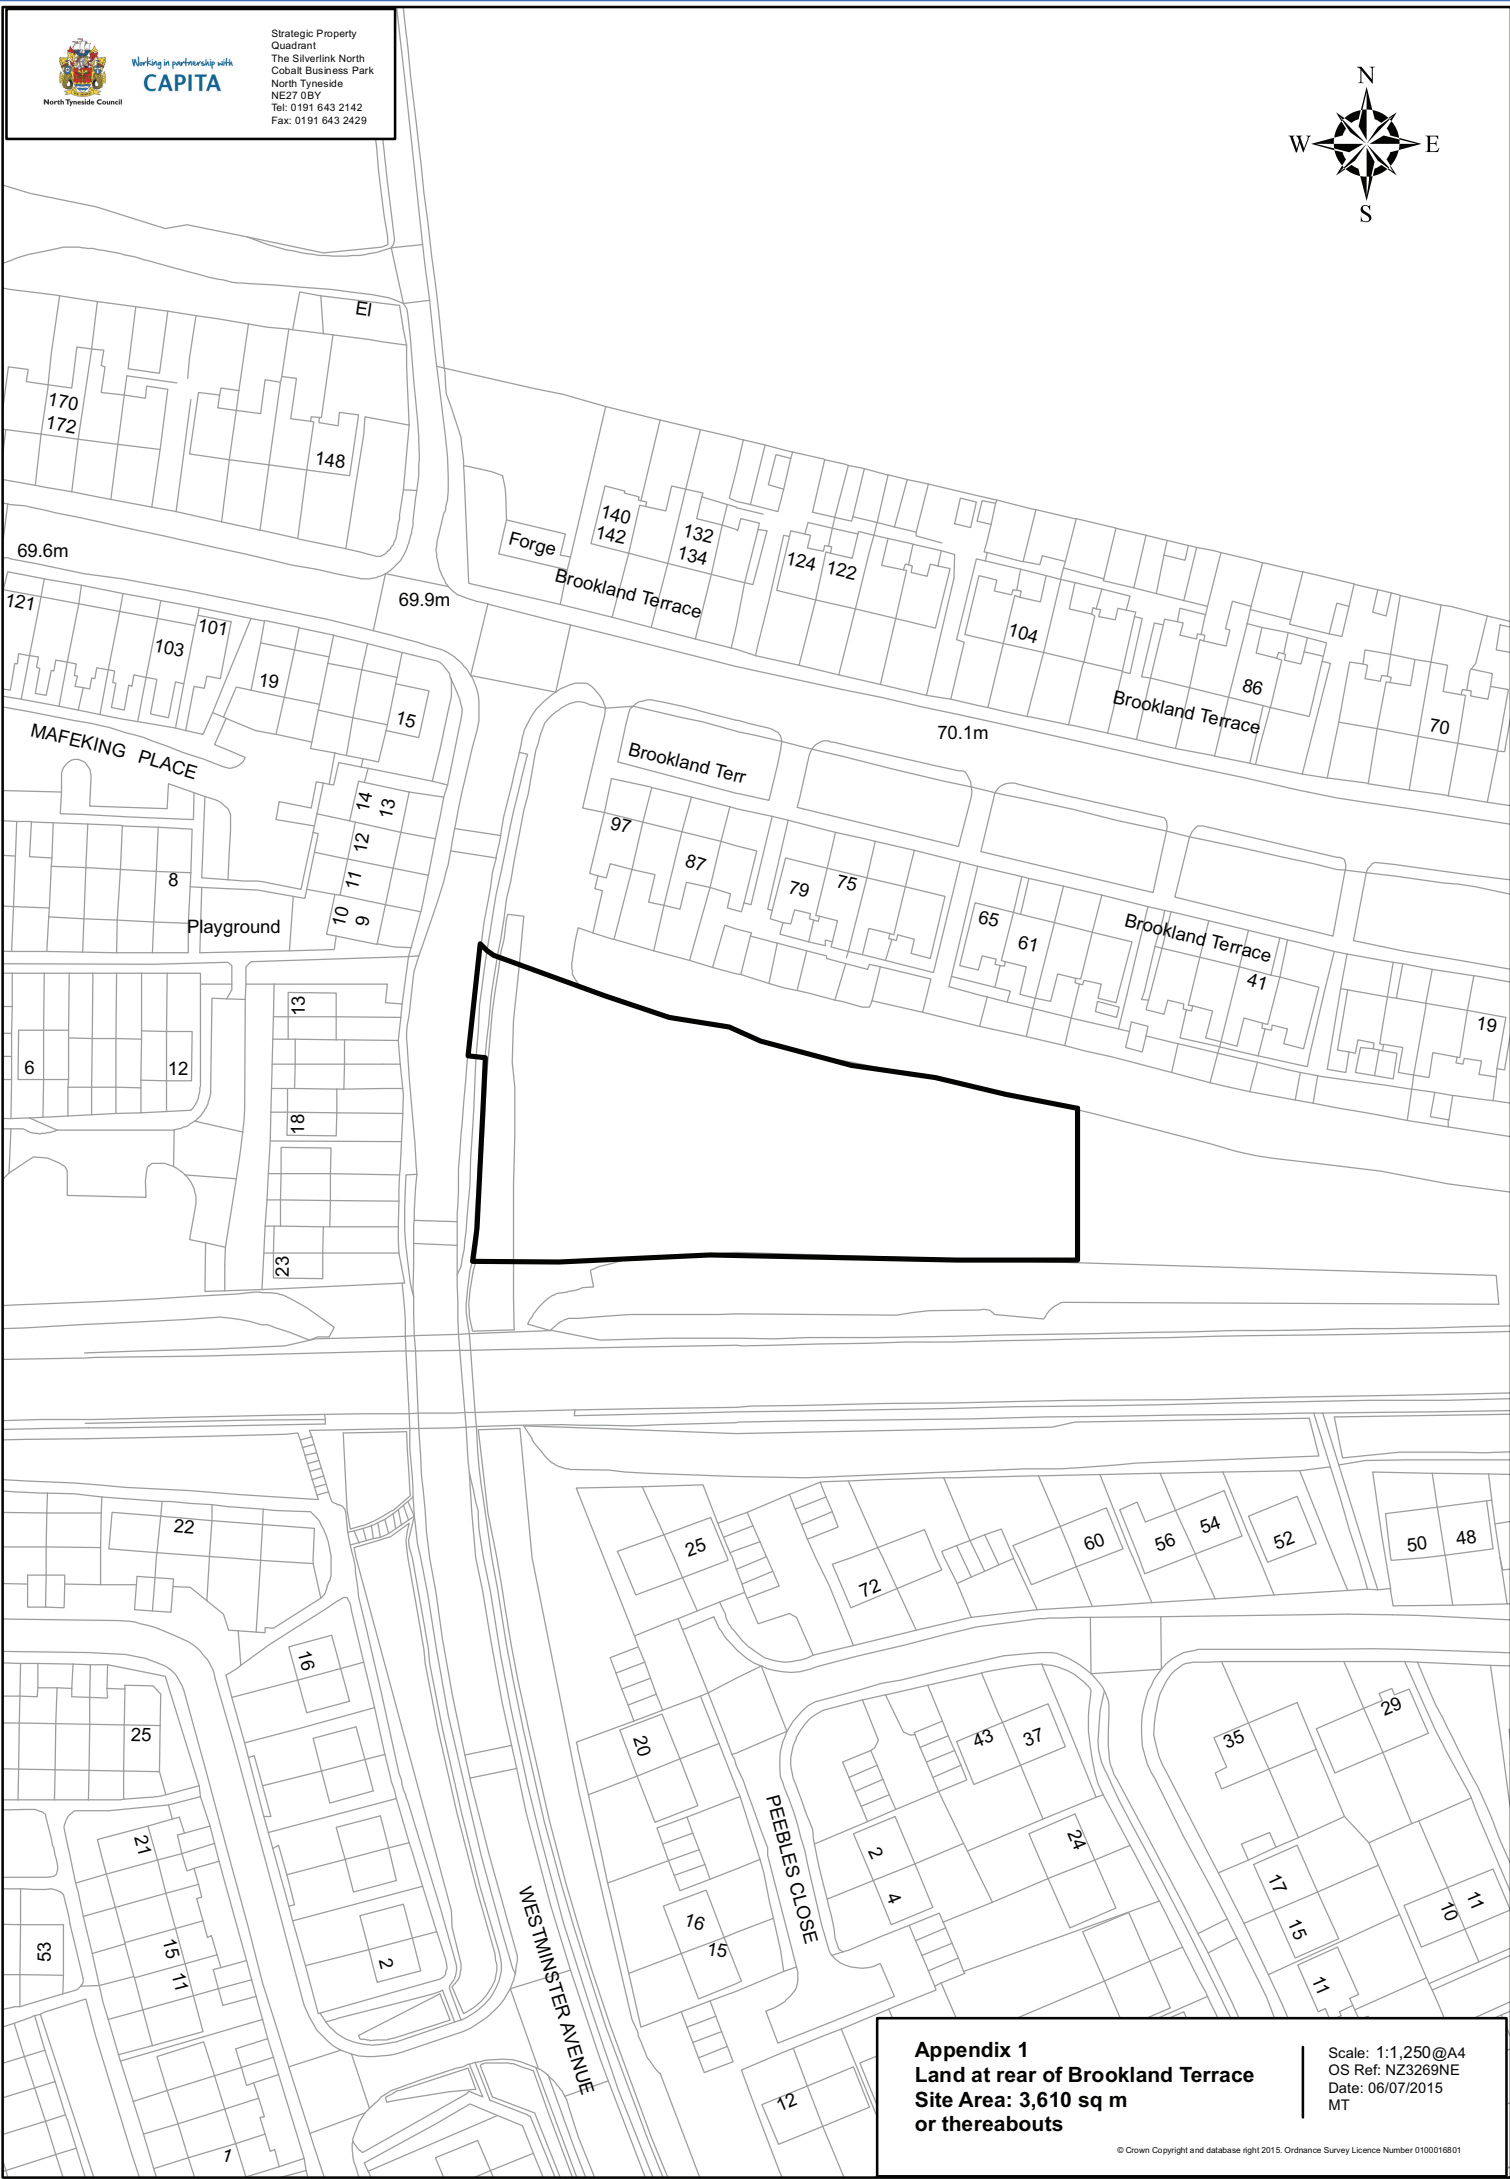 Strategic Property
Quadrant
The Silverlink North
Cobalt Business Park
North Tyneside
NE27 0BY
Tel: 0191 643 2142
Fax: 0191 643 2429
Working in partnership with
CAPITA
North Tyneside Council
N
W
E
S
El
170
172
148
140
142
132
134
124
122
Forge
Brookland Terrace
69.6m
69.9m
121
103
101
19
15
104
86
70
Brookland Terrace
70.1m
MAFEKING PLACE
Brookland Terr
14
13
12
11
10
9
97
87
79
75
65
61
Brookland Terrace
41
19
8
Playground
13
6
12
18
23
22
25
72
60
56
54
52
50
48
16
25
20
43
37
35
29
21
2
4
24
PEEBLES CLOSE
17
15
11
10
11
53
15
11
2
16
15
WESTMINSTER AVENUE
12
1
Appendix 1
Land at rear of Brookland Terrace
Site Area: 3,610 sq m
or thereabouts
Scale: 1:1,250@A4
OS Ref: NZ3269NE
Date: 06/07/2015
MT
© Crown Copyright and database right 2015. Ordnance Survey Licence Number 0100016801